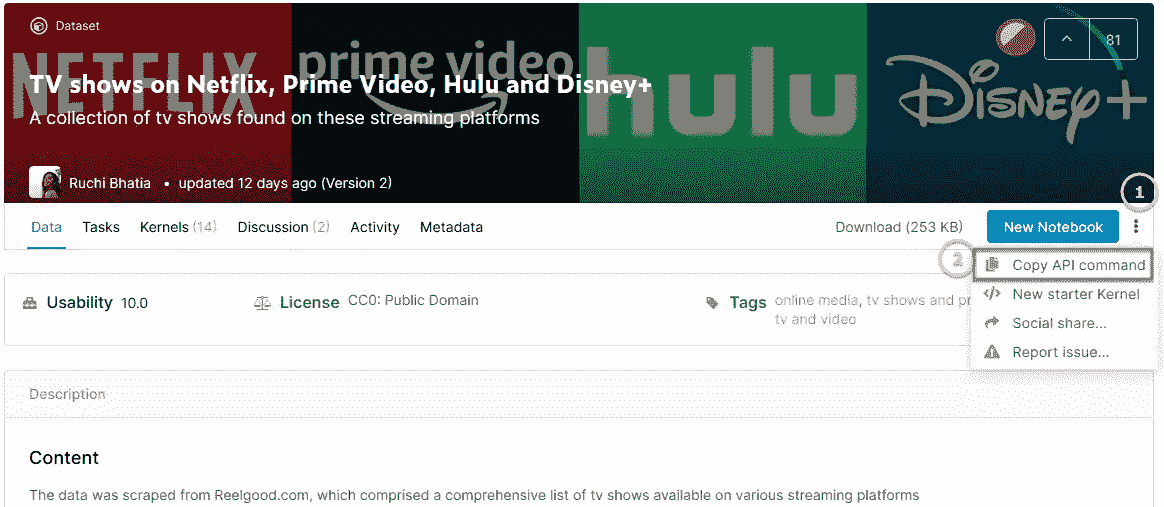 Dataset
81
NETFLIX
prime video
hulu
Disney+
TV shows on Netflix, Prime Video, Hulu and Disney+
A collection of tv shows found on these streaming platforms
Ruchi Bhatia • updated 12 days ago (Version 2)
1
Data Tasks Kernels (14) Discussion (2) Activity Metadata Download (253 KB) New Notebook
2
Copy API command
New starter Kernel
Social share...
Report issue...
Usability 10.0 License CC0: Public Domain Tags online media, tv shows and
tv and video
Description
Content
The data was scraped from Reelgood.com, which comprised a comprehensive list of tv shows available on various streaming platforms